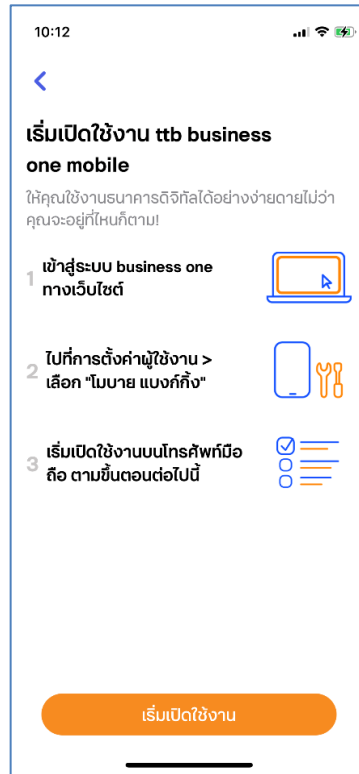 10:12
เริ่มเปิดใช้งาน ttb business
one mobile
ให้คุณใช้งานธนาคารดิจิทัลได้อย่างง่ายดายไม่ว่า
คุณจะอยู่ที่ไหนก็ตาม!
1 เข้าสู่ระบบ business one
ทางเว็บไซต์
2 ไปที่การตั้งค่าผู้ใช้งาน >
เลือก "โมบาย แบงก์กิ้ง"
3 เริ่มเปิดใช้งานบนโทรศัพท์มือ
ถือ ตามขั้นตอนต่อไปนี้
เริ่มเปิดใช้งาน